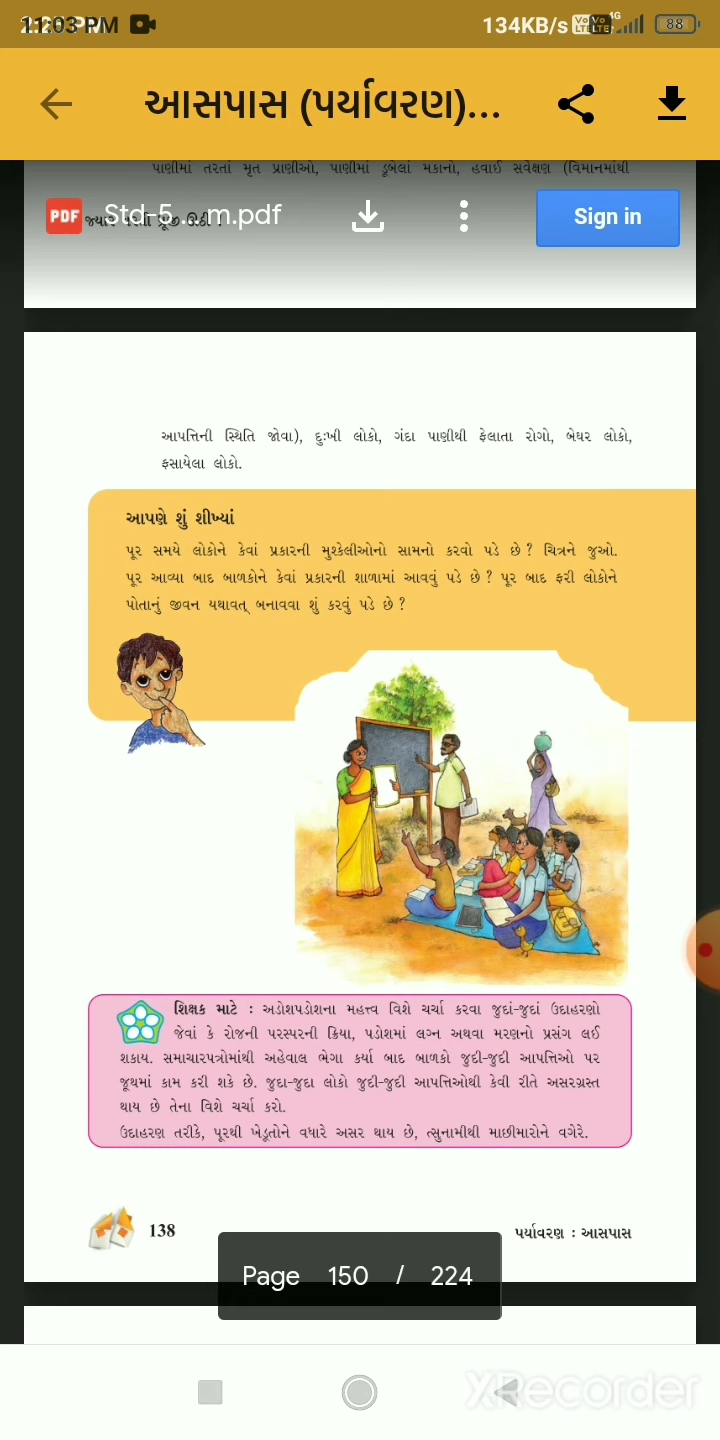 PM
134KB/s
4G
88
આસપાસ (પર્યાવરણ)...
પાણીમાં તરતાં મૃત પ્રાણીઓ, પાણીમાં ડૂબેલાં મકાનો, હવાઈ સર્વેક્ષણ (વિમાનમાંથી
PDF Std-5 ... m.pdf
Sign in
આપત્તિની સ્થિતિ જોવા), દુઃખી લોકો, ગંદા પાણીથી ફેલાતા રોગો, બેઘર લોકો,
ફસાયેલા લોકો.
આપણે શું શીખ્યાં
પૂર સમયે લોકોને કેવાં પ્રકારની મુશ્કેલીઓનો સામનો કરવો પડે છે ? ચિત્રને જુઓ.
પૂર આવ્યા બાદ બાળકોને કેવાં પ્રકારની શાળામાં આવવું પડે છે ? પૂર બાદ ફરી લોકોને
પોતાનું જીવન યથાવત્ બનાવવા શું કરવું પડે છે ?
શિક્ષક માટે : અડોશપડોશના મહત્ત્વ વિશે ચર્ચા કરવા જુદાં-જુદાં ઉદાહરણો
જેવાં કે રોજની પરસ્પરની ક્રિયા, પડોશમાં લગ્ન અથવા મરણનો પ્રસંગ લઈ
શકાય. સમાચારપત્રોમાંથી અહેવાલ ભેગા કર્યા બાદ બાળકો જુદી-જુદી આપત્તિઓ પર
જૂથમાં કામ કરી શકે છે. જુદા-જુદા લોકો જુદી-જુદી આપત્તિઓથી કેવી રીતે અસરગ્રસ્ત
થાય છે તેના વિશે ચર્ચા કરો.
ઉદાહરણ તરીકે, પૂરથી ખેડૂતોને વધારે અસર થાય છે, ત્સુનામીથી માછીમારોને વગેરે.
138
પર્યાવરણ : આસપાસ
Page 150 / 224
XRecorder